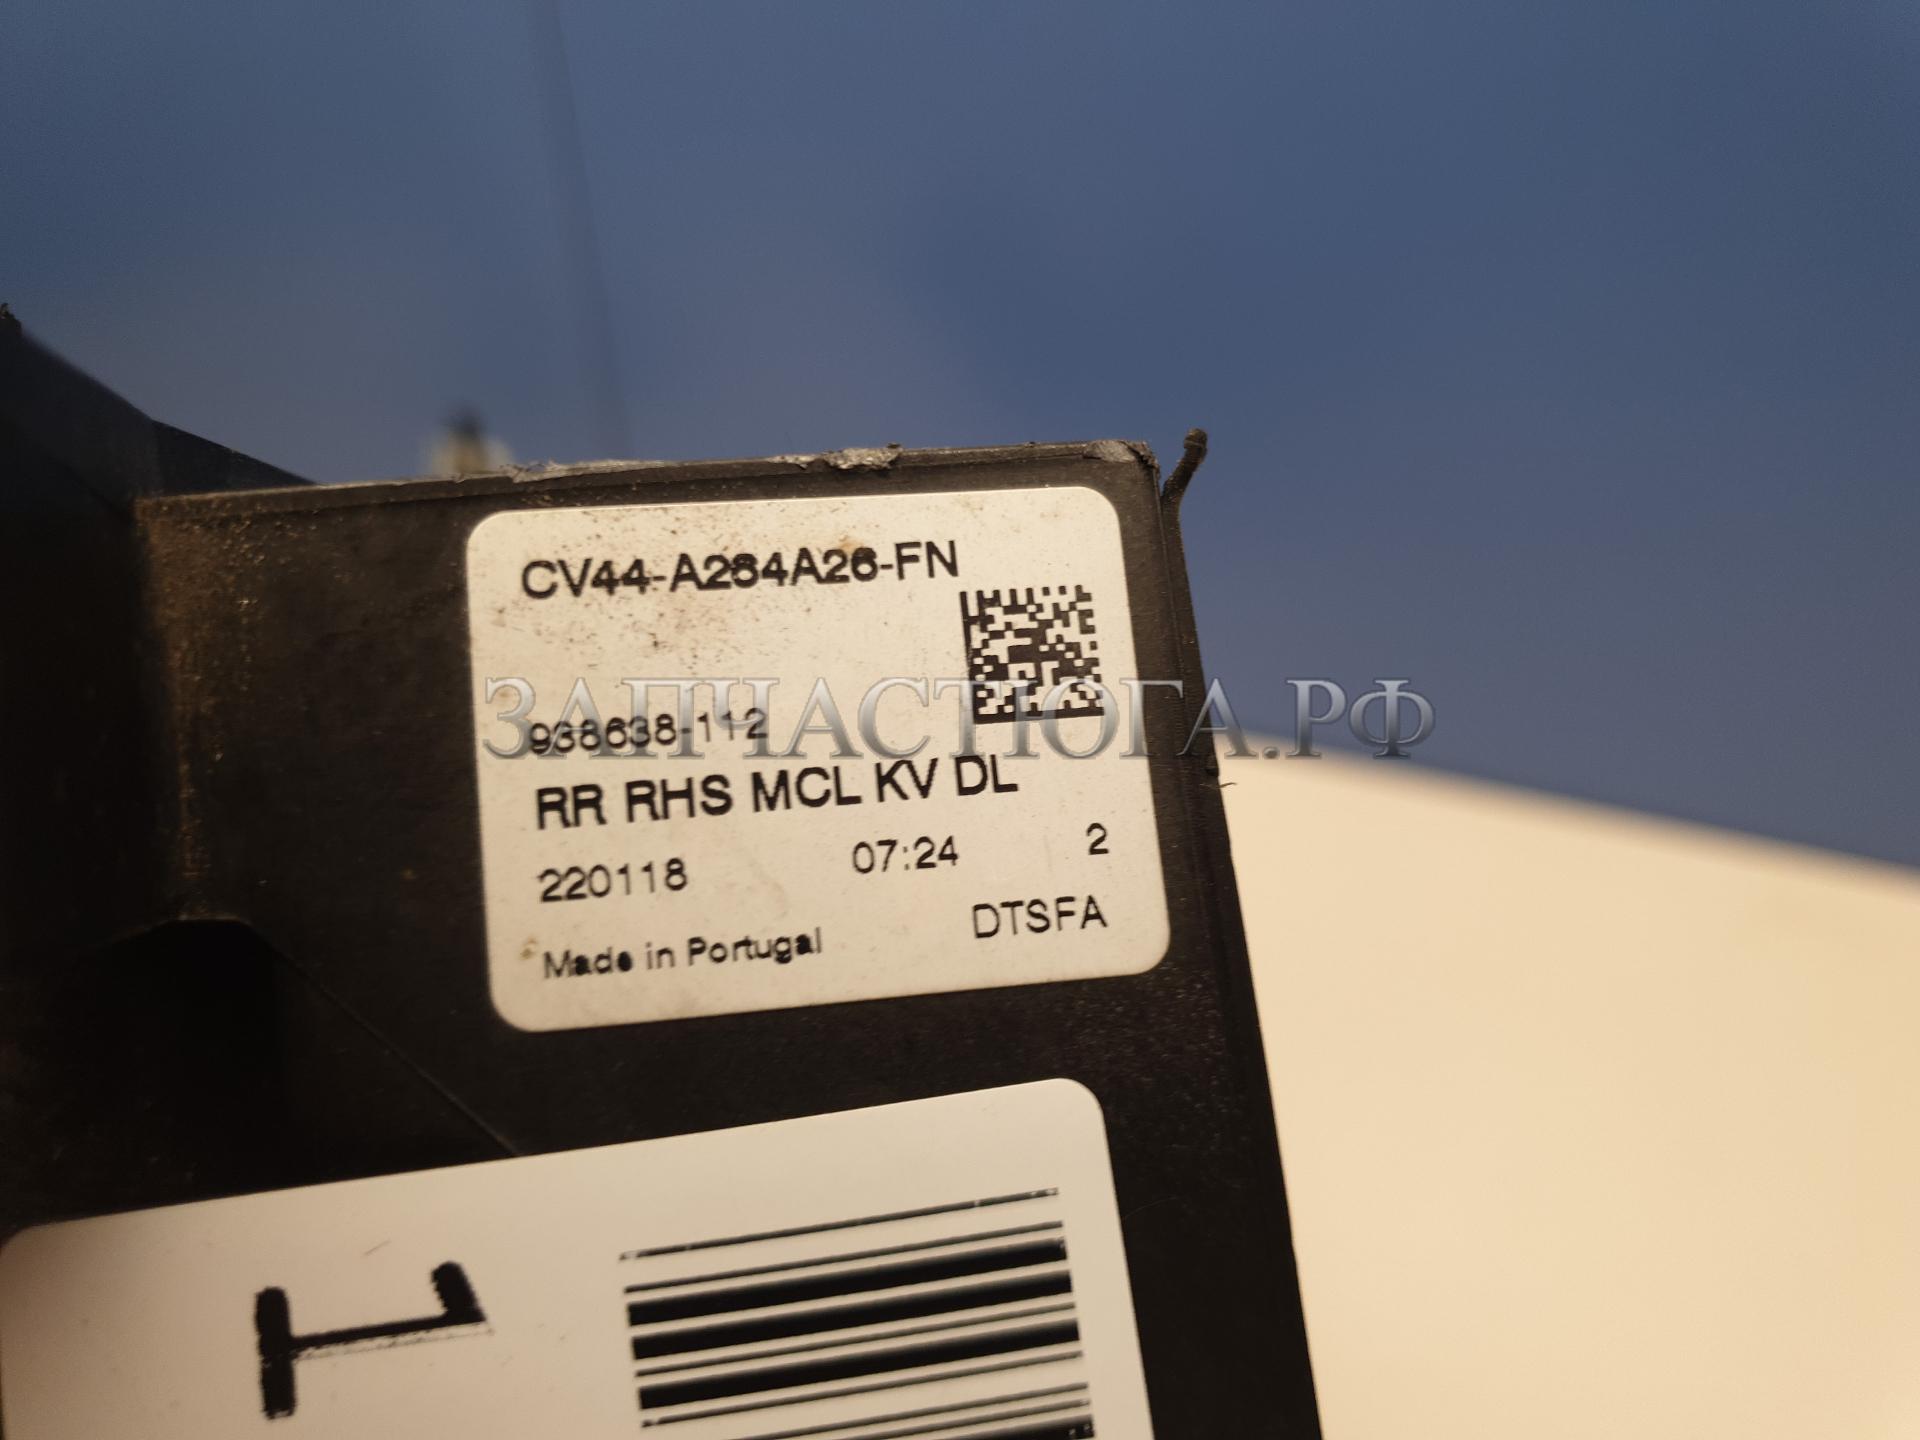 CV44-A264A26-FN
938638-112
RR RHS MCL KV DL
220118 07:24 2
Made in Portugal DTSFA
ЗАПЧАСТЮГА.РФ
1